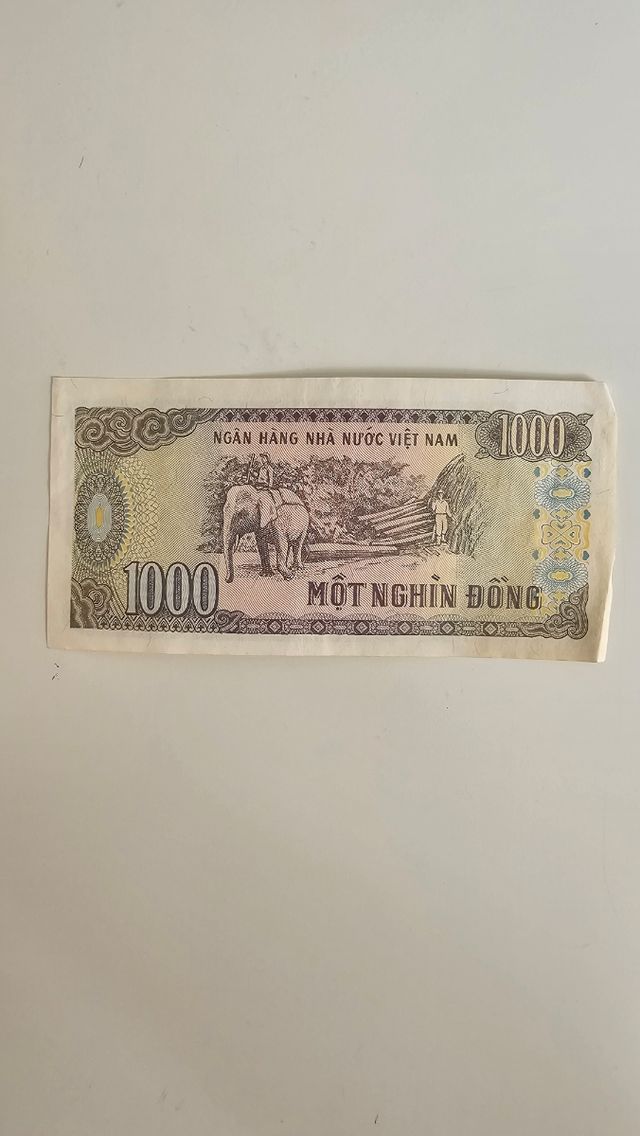 NGÂN HÀNG NHÀ NƯỚC VIỆT NAM
1000
1000
MỘT NGHÌN ĐỒNG